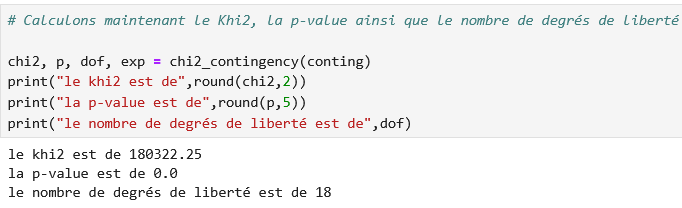 # Calculons maintenant le Khi2, la p-value ainsi que le nombre de degrés de liberté
chi2, p, dof, exp = chi2_contingency(conting)
print("le khi2 est de",round(chi2,2))
print("la p-value est de",round(p,5))
print("le nombre de degrés de liberté est de",dof)
le khi2 est de 180322.25
la p-value est de 0.0
le nombre de degrés de liberté est de 18